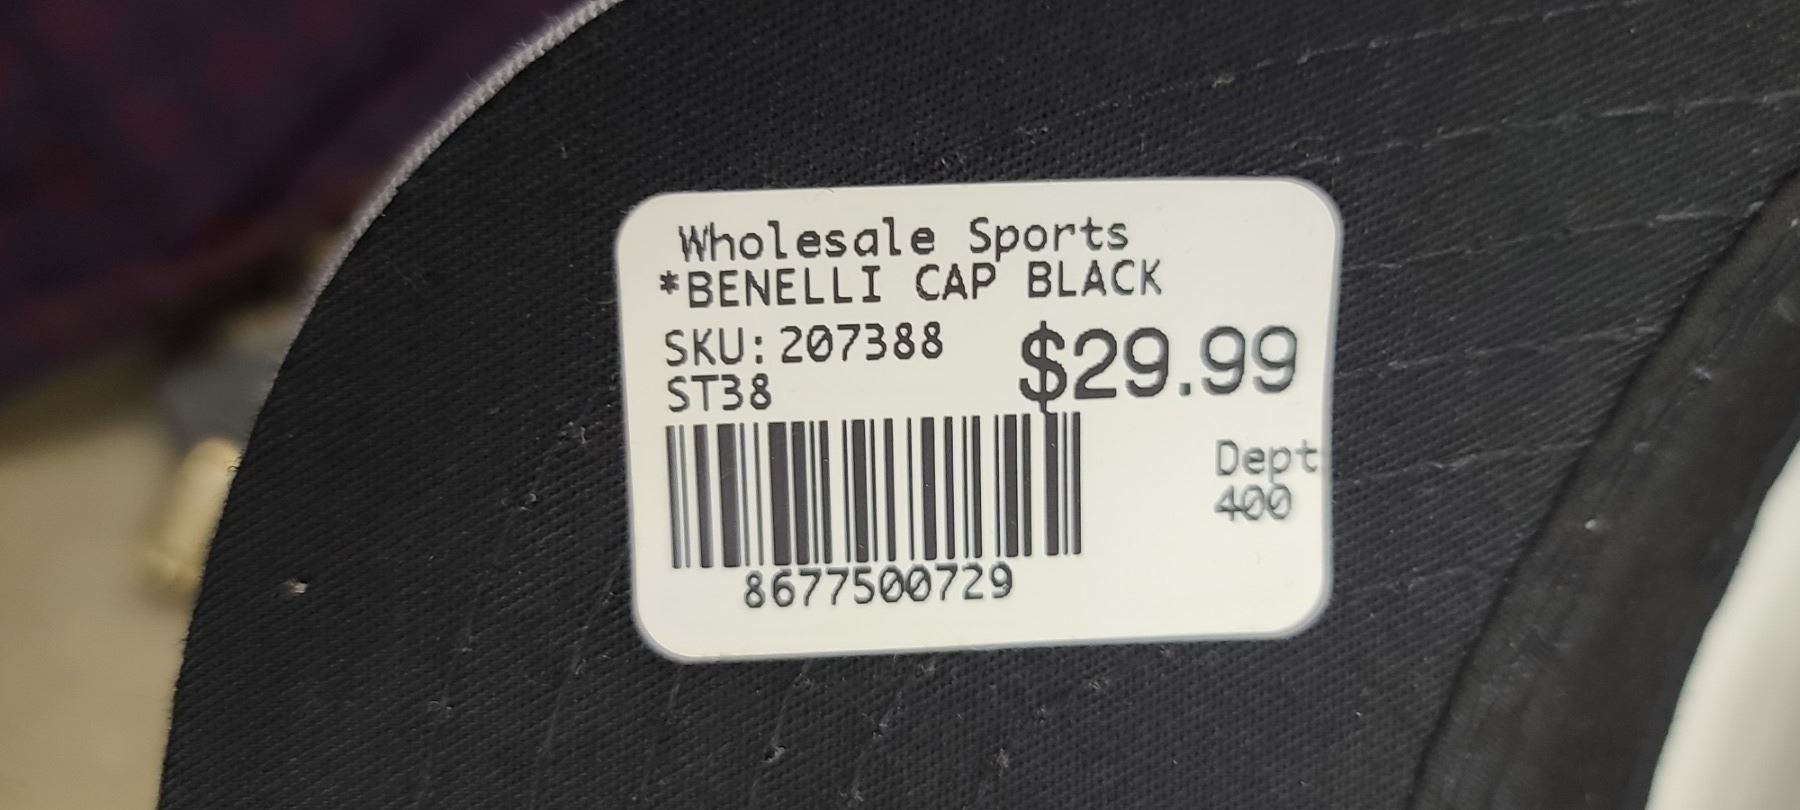 Wholesale Sports
*BENELLI CAP BLACK
SKU: 207388
$29.99
ST38
Dept
400
8677500729